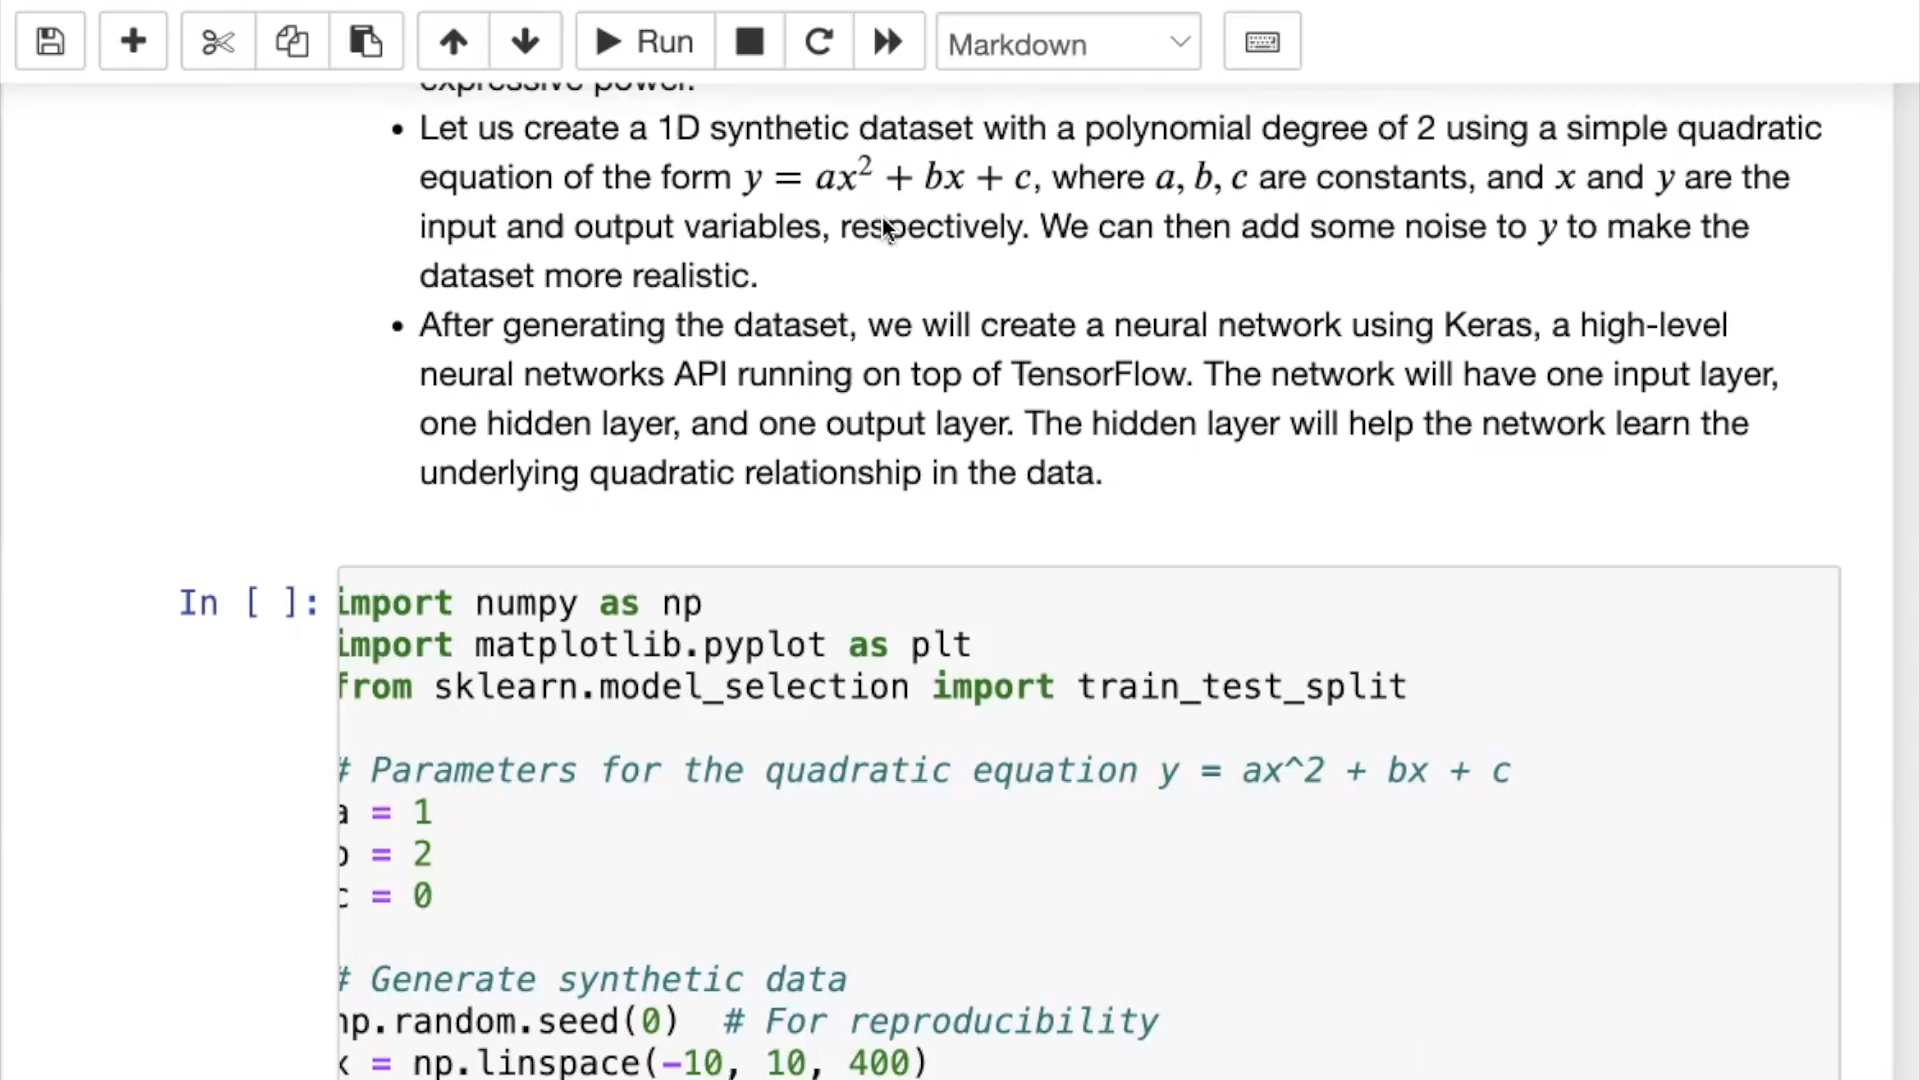 Run
Markdown
expressive power.
• Let us create a 1D synthetic dataset with a polynomial degree of 2 using a simple quadratic
equation of the form y = ax² + bx + c, where a, b, c are constants, and x and y are the
input and output variables, respectively. We can then add some noise to y to make the
dataset more realistic.
• After generating the dataset, we will create a neural network using Keras, a high-level
neural networks API running on top of TensorFlow. The network will have one input layer,
one hidden layer, and one output layer. The hidden layer will help the network learn the
underlying quadratic relationship in the data.
In [ ]: import numpy as np
import matplotlib.pyplot as plt
from sklearn.model_selection import train_test_split
# Parameters for the quadratic equation y = ax^2 + bx + c
a = 1
b = 2
c = 0
# Generate synthetic data
np.random.seed(0)  # For reproducibility
x = np.linspace(-10, 10, 400)